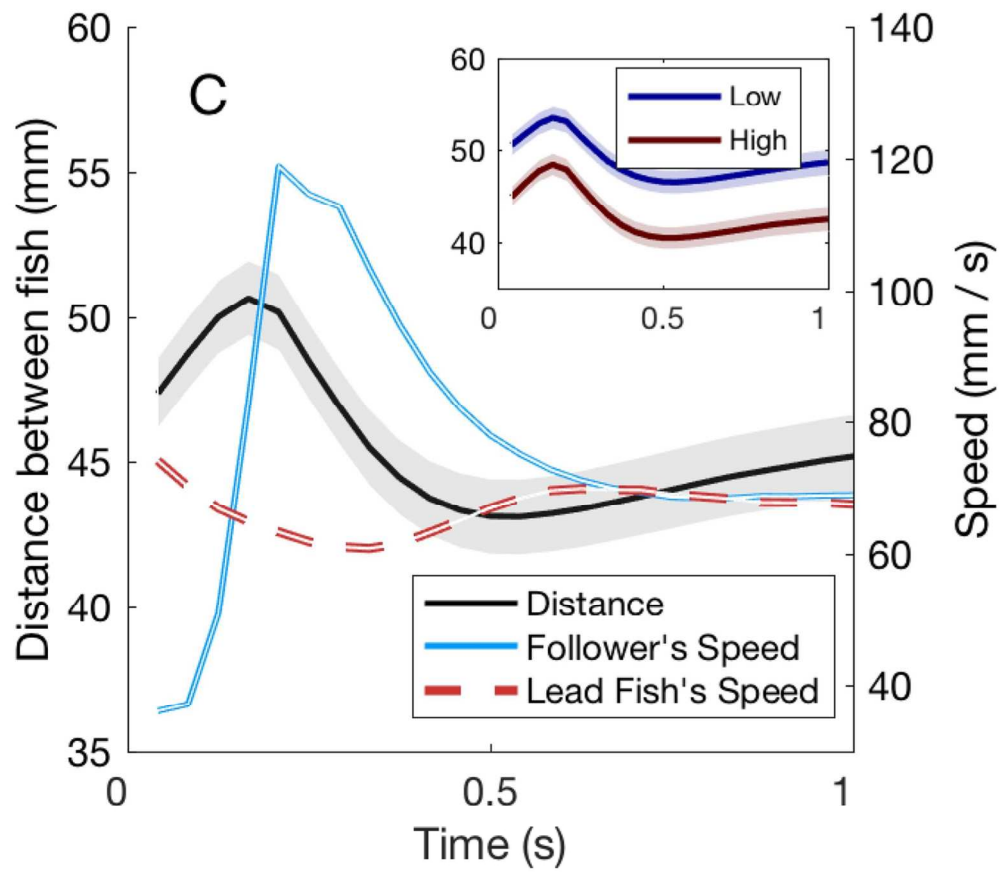 C
Distance between fish (mm)
60
55
50
45
40
35
0
0.5
1
Time (s)
140
120
100
80
60
40
Speed (mm / s)
60
50
40
0
0.5
1
Low
High
Distance
Follower's Speed
Lead Fish's Speed